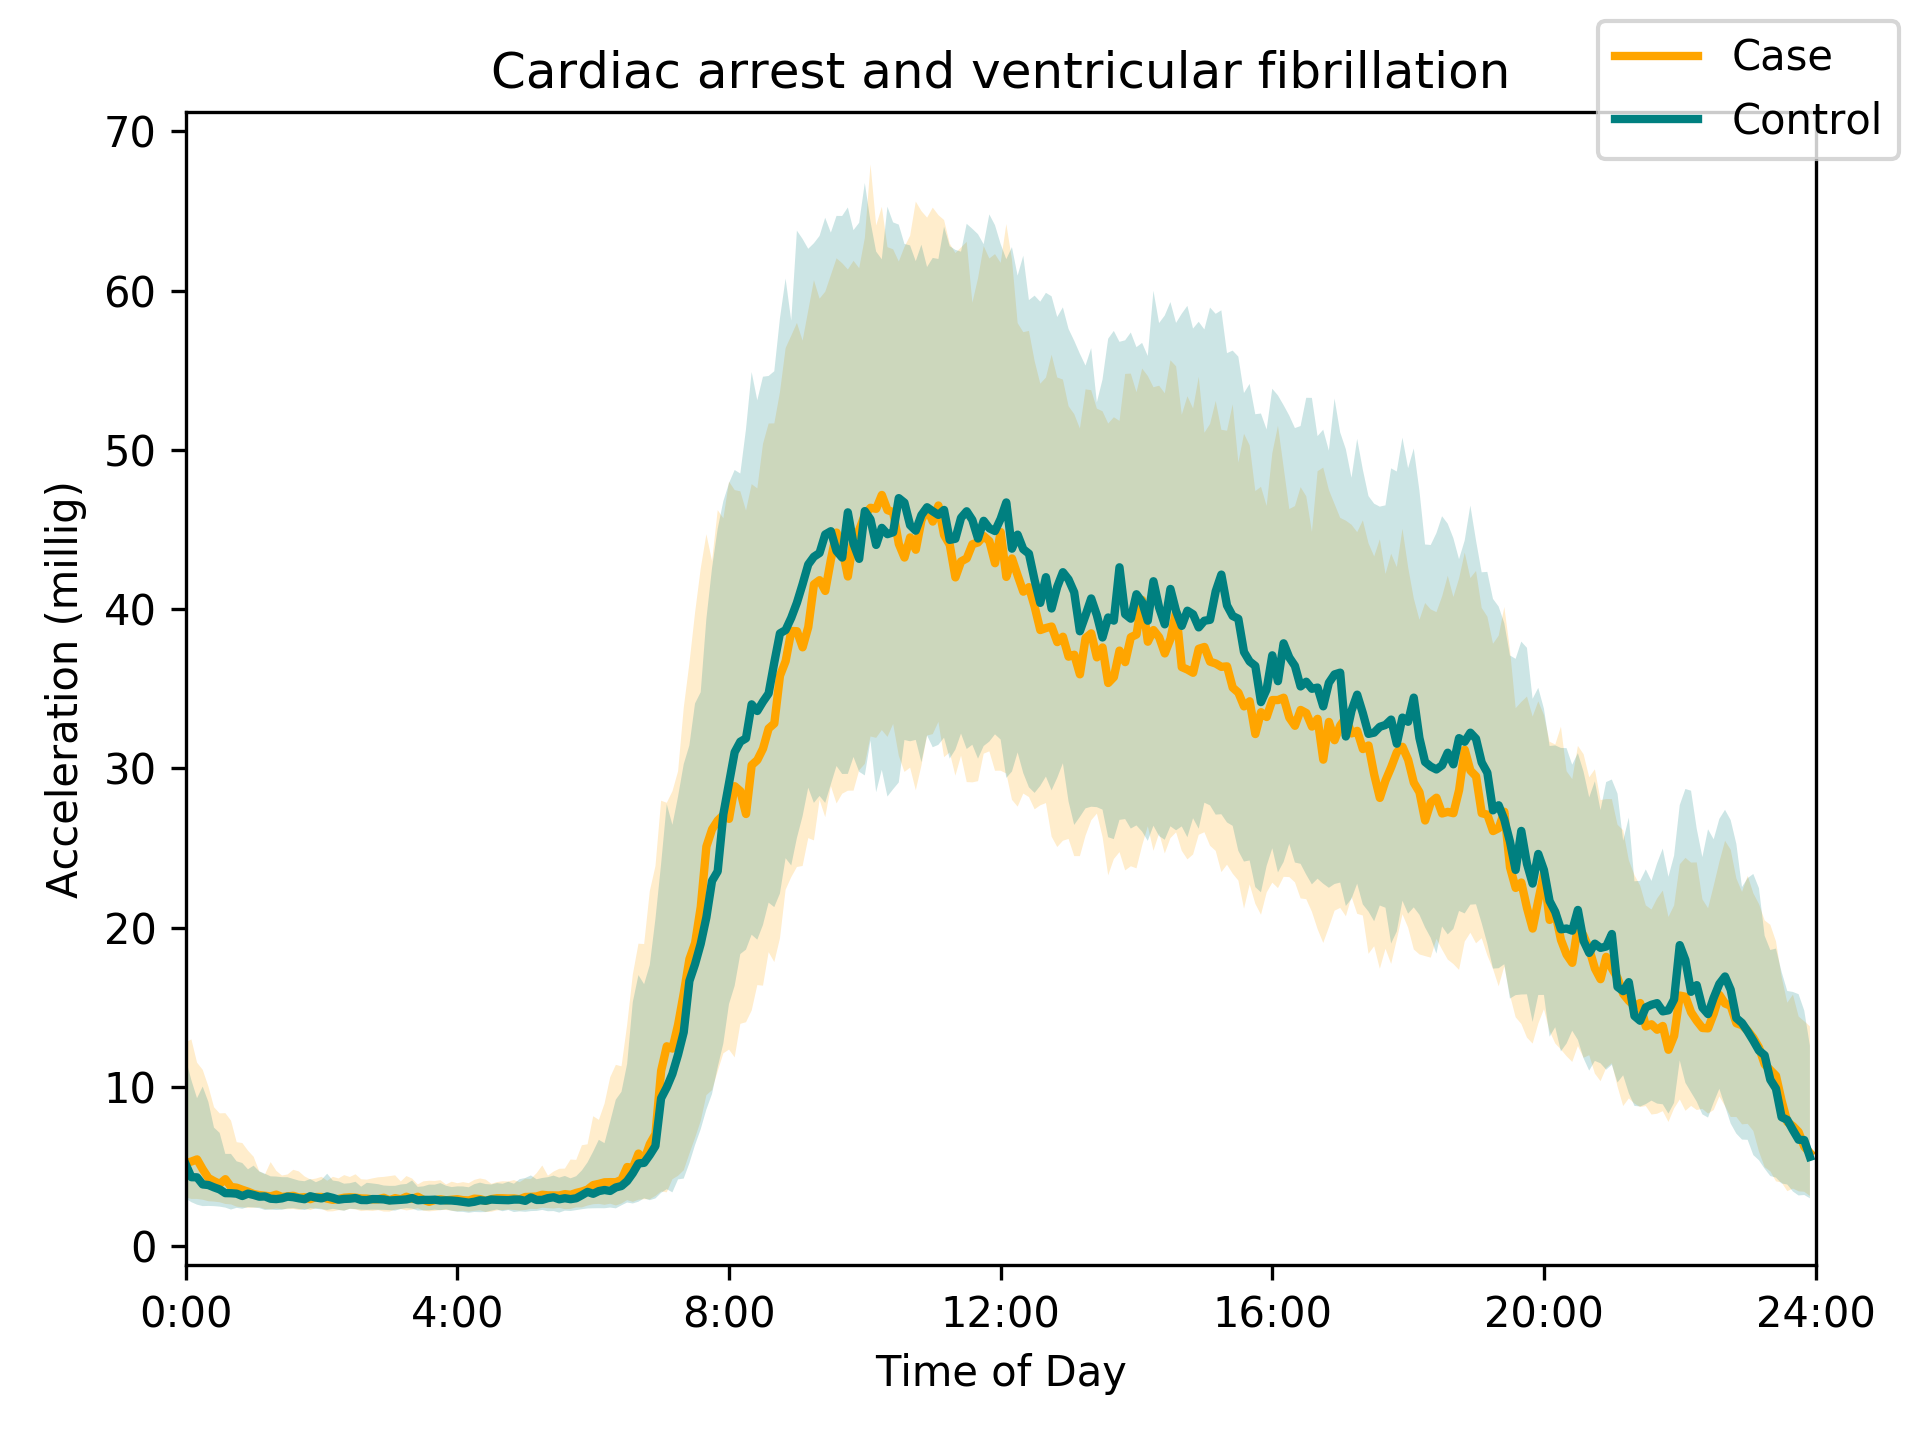 Cardiac arrest and ventricular fibrillation
Case
Control
70
60
50
40
30
20
10
0
Acceleration (millig)
0:00 4:00 8:00 12:00 16:00 20:00 24:00
Time of Day